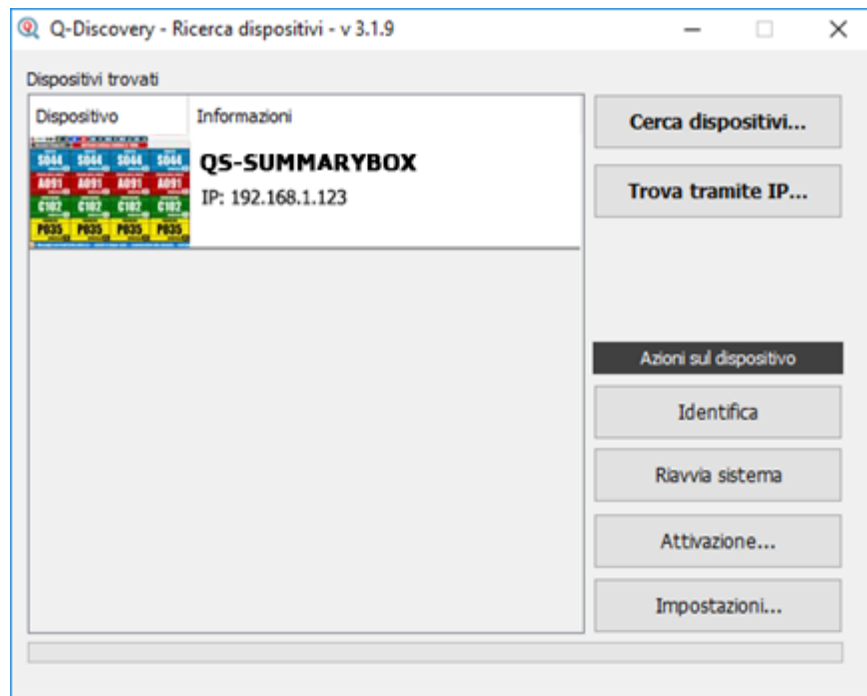 Q-Discovery - Ricerca dispositivi - v 3.1.9
Dispositivi trovati
Dispositivo Informazioni
S044 S044 S044 S044
A091 A091 A091 A091
C102 C102 C102 C102
P035 P035 P035 P035
QS-SUMMARYBOX
IP: 192.168.1.123
Cerca dispositivi...
Trova tramite IP...
Azioni sul dispositivo
Identifica
Riavvia sistema
Attivazione...
Impostazioni...